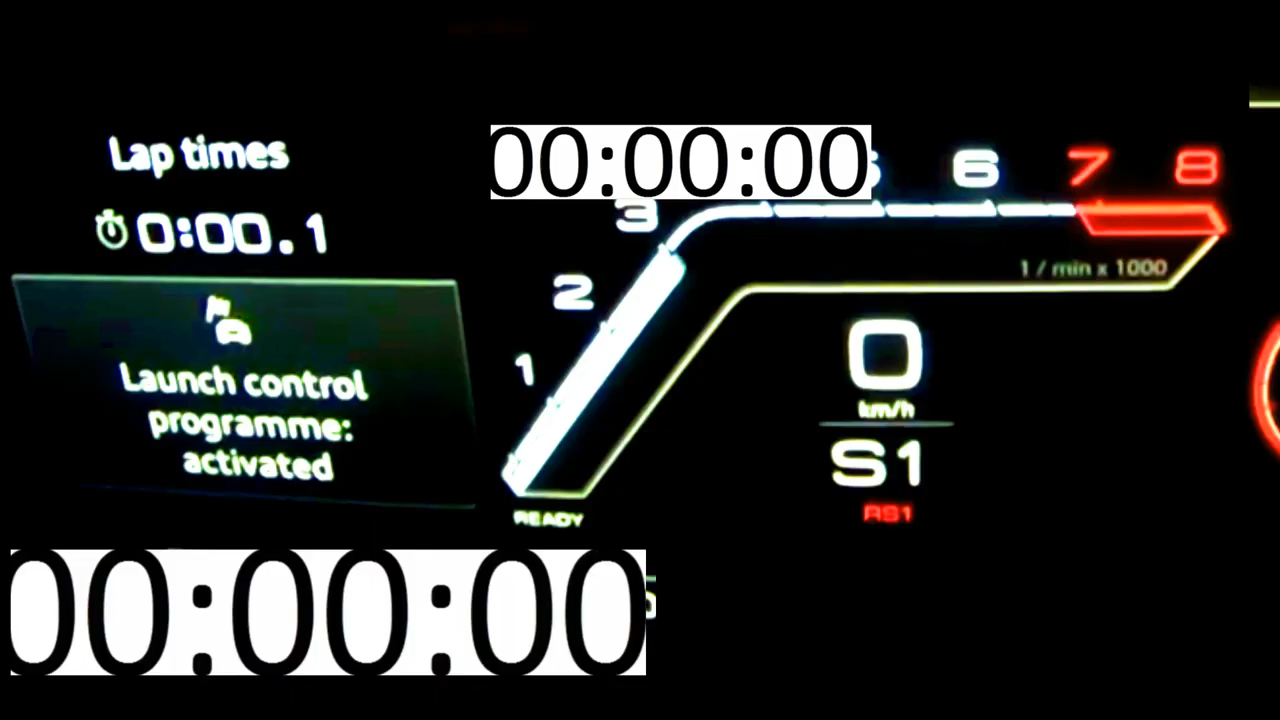 Lap times
0:00.1
Launch control
programme:
activated
00:00:00
1
2
3
6
7
8
1 / min x 1000
0
km/h
S1
RS1
READY
00:00:00